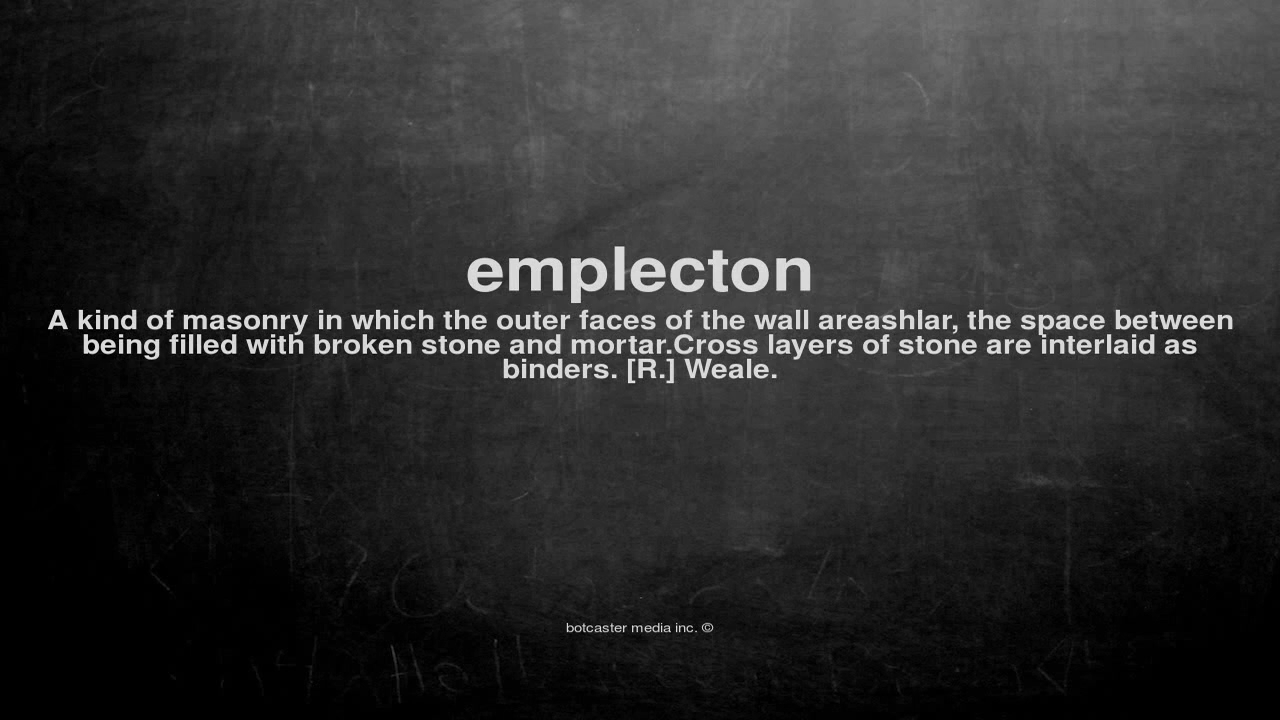 emplecton
A kind of masonry in which the outer faces of the wall areashlar, the space between
being filled with broken stone and mortar.Cross layers of stone are interlaid as
binders. [R.] Weale.
botcaster media inc. ©